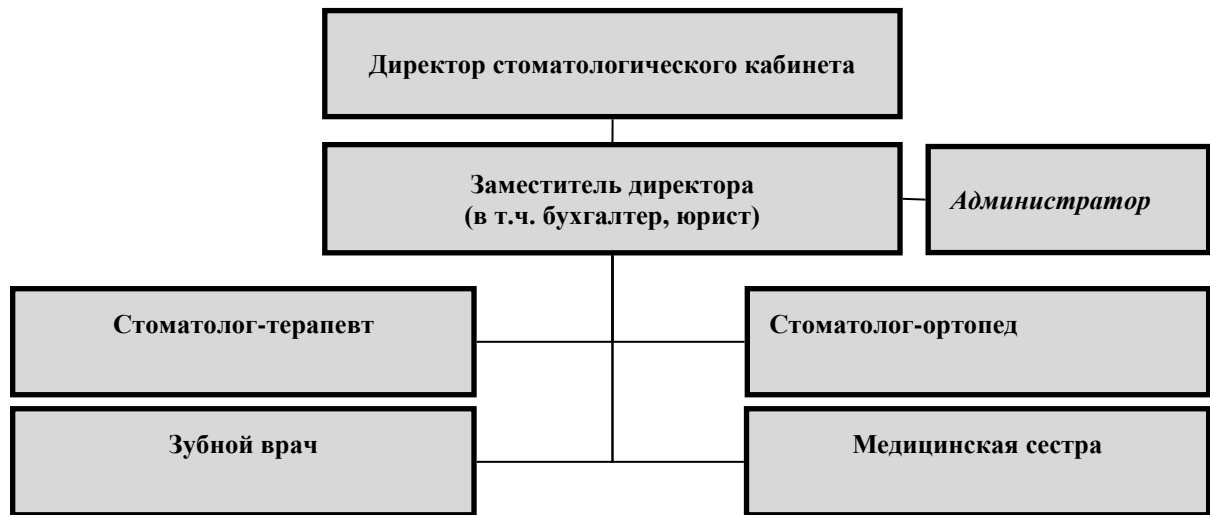 Директор стоматологического кабинета
Заместитель директора
(в т.ч. бухгалтер, юрист)
Администратор
Стоматолог-терапевт
Стоматолог-ортопед
Зубной врач
Медицинская сестра